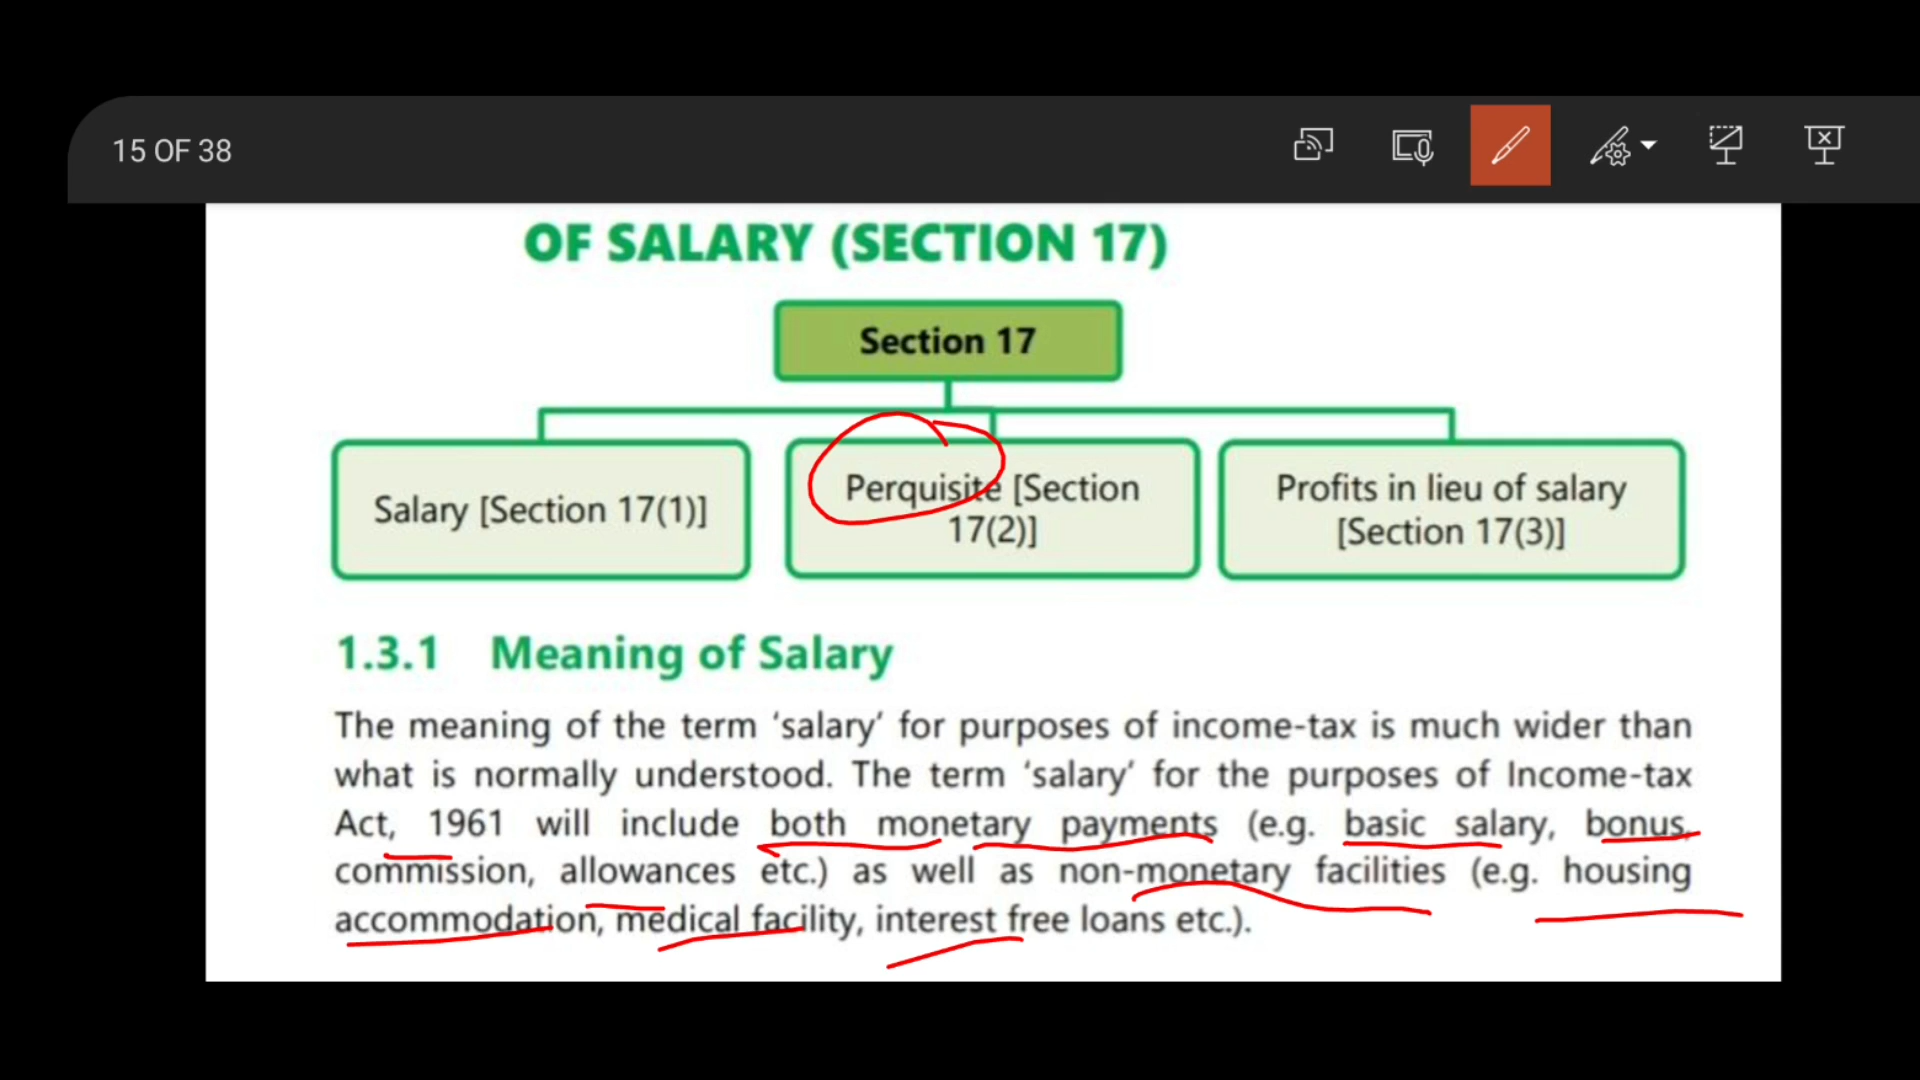 15 OF 38
OF SALARY (SECTION 17)
Section 17
Salary [Section 17(1)]
Perquisite [Section
17(2)]
Profits in lieu of salary
[Section 17(3)]
1.3.1 Meaning of Salary
The meaning of the term ‘salary’ for purposes of income-tax is much wider than
what is normally understood. The term ‘salary’ for the purposes of Income-tax
Act, 1961 will include both monetary payments (e.g. basic salary, bonus,
commission, allowances etc.) as well as non-monetary facilities (e.g. housing
accommodation, medical facility, interest free loans etc.).